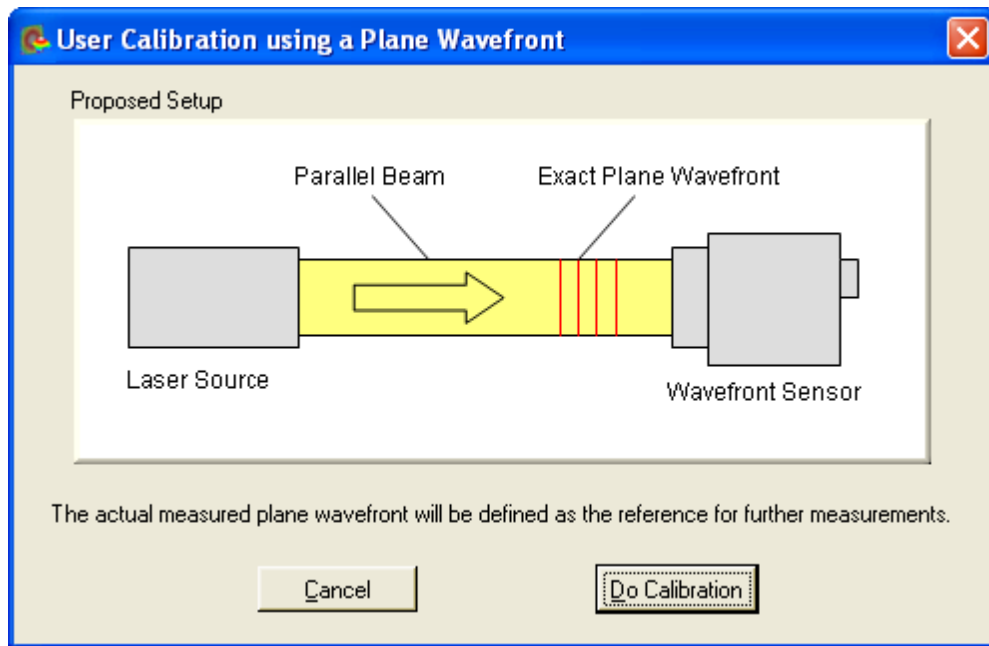 User Calibration using a Plane Wavefront
Proposed Setup
Parallel Beam
Exact Plane Wavefront
Laser Source
Wavefront Sensor
The actual measured plane wavefront will be defined as the reference for further measurements.
Cancel
Do Calibration